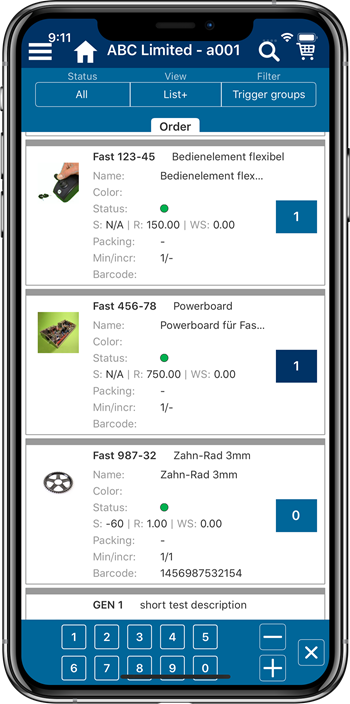 9:11
ABC Limited - a001
Status View Filter
All List+ Trigger groups
Order
Fast 123-45 Bedienelement flexibel
Name: Bedienelement flex...
Color:
Status:
S: N/A | R: 150.00 | WS: 0.00
Packing: -
Min/incr: 1/-
Barcode:
1
Fast 456-78 Powerboard
Name: Powerboard für Fas...
Color:
Status:
S: N/A | R: 750.00 | WS: 0.00
Packing: -
Min/incr: 1/-
Barcode:
1
Fast 987-32 Zahn-Rad 3mm
Name: Zahn-Rad 3mm
Color:
Status:
S: -60 | R: 1.00 | WS: 0.00
Packing: -
Min/incr: 1/1
Barcode: 1456987532154
0
GEN 1 short test description
1 2 3 4 5 —
6 7 8 9 0 + ×